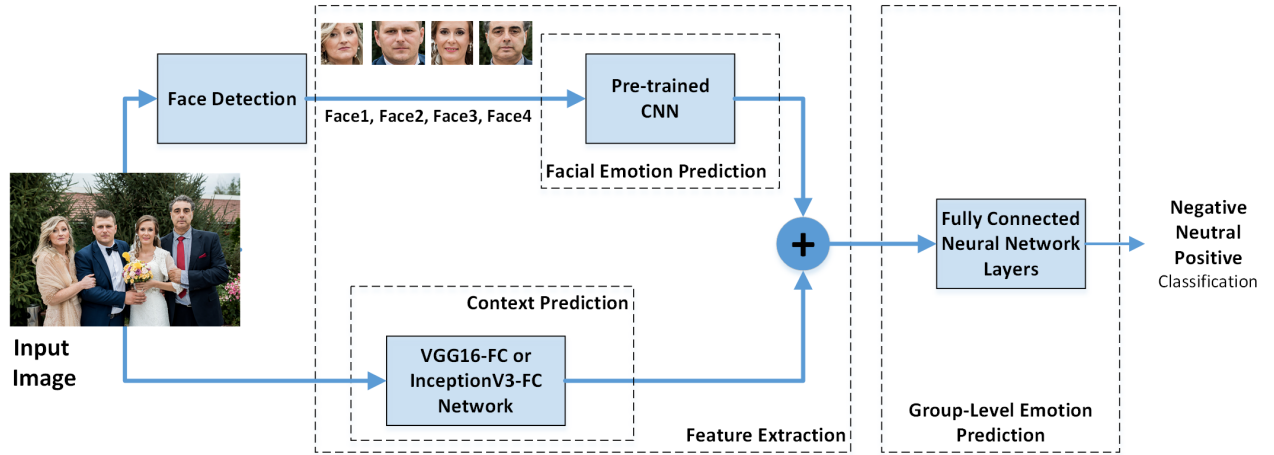 Face Detection
Face1, Face2, Face3, Face4
Pre-trained
CNN
Facial Emotion Prediction
Input
Image
Context Prediction
VGG16-FC or
InceptionV3-FC
Network
+
Feature Extraction
Fully Connected
Neural Network
Layers
Group-Level Emotion
Prediction
Negative
Neutral
Positive
Classification